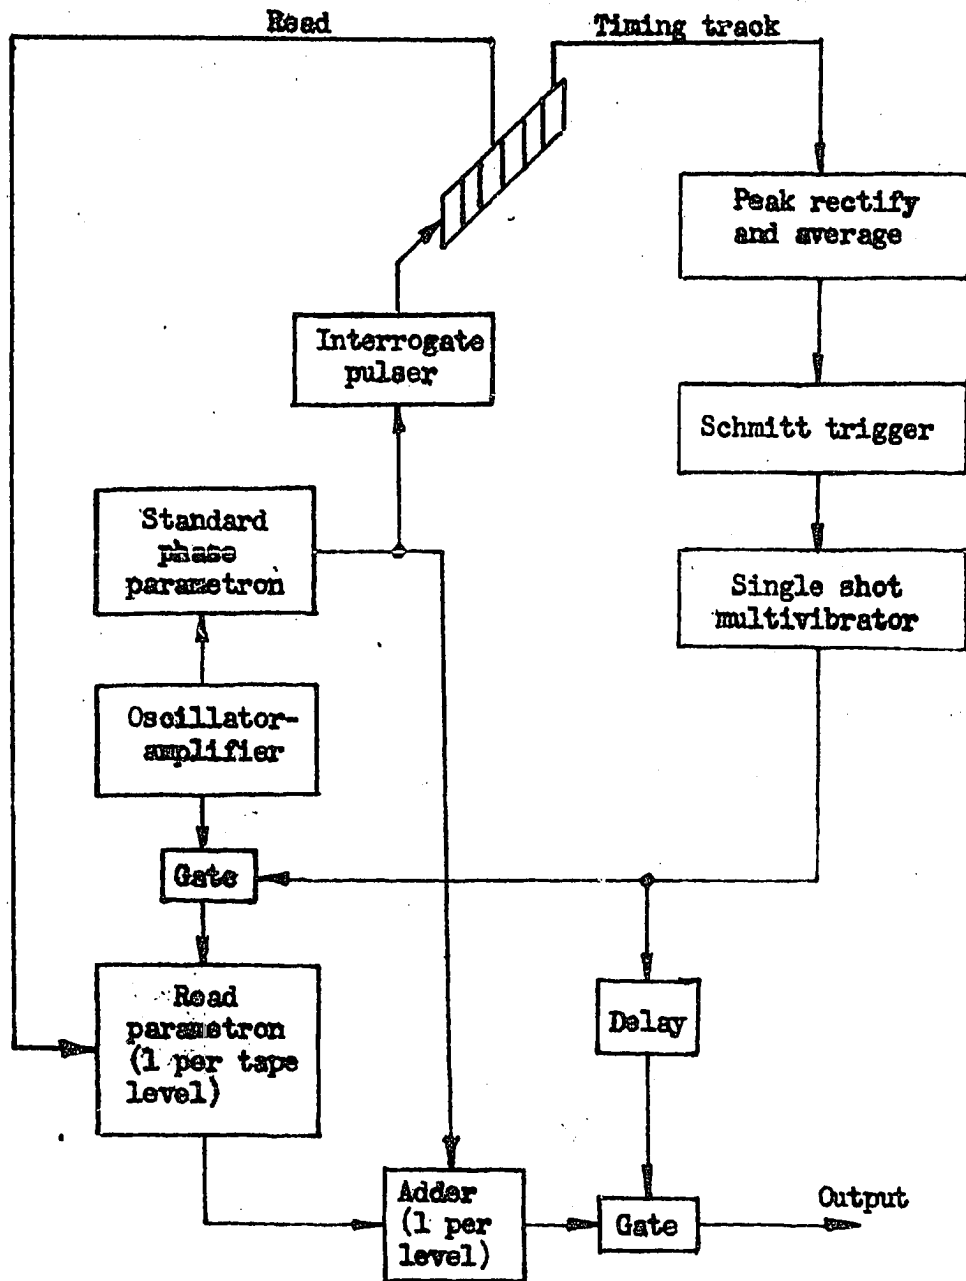 Read
Timing track
Peak rectify
and average
Interrogate
pulser
Schmitt trigger
Standard
phase
parametron
Single shot
multivibrator
Oscillator-
amplifier
Gate
Read
parametron
(1 per tape
level)
Delay
Adder
(1 per
level)
Gate
Output